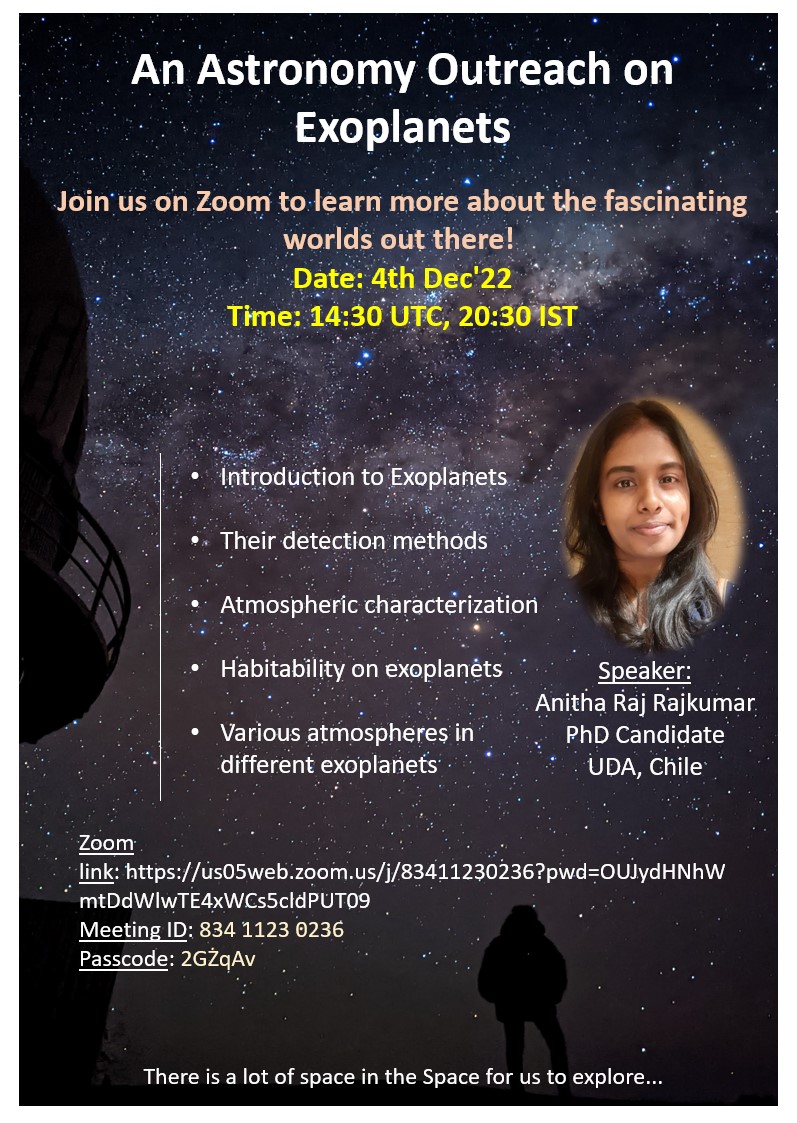 An Astronomy Outreach on
Exoplanets
Join us on Zoom to learn more about the fascinating
worlds out there!
Date: 4th Dec'22
Time: 14:30 UTC, 20:30 IST
• Introduction to Exoplanets
• Their detection methods
• Atmospheric characterization
• Habitability on exoplanets
• Various atmospheres in
different exoplanets
Speaker:
Anitha Raj Rajkumar
PhD Candidate
UDA, Chile
Zoom
link: https://us05web.zoom.us/j/83411230236?pwd=OUJydHNhW
mtDdWlwTE4xWCs5cldPUT09
Meeting ID: 834 1123 0236
Passcode: 2GZqAv
There is a lot of space in the Space for us to explore...